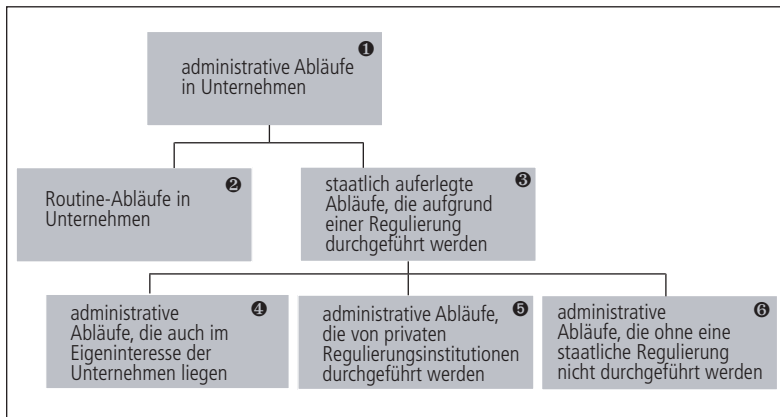 ❶
administrative Abläufe
in Unternehmen
❷
Routine-Abläufe in
Unternehmen
❸
staatlich auferlegte
Abläufe, die aufgrund
einer Regulierung
durchgeführt werden
❹
administrative
Abläufe, die auch im
Eigeninteresse der
Unternehmen liegen
❺
administrative Abläufe,
die von privaten
Regulierungsinstitutionen
durchgeführt werden
❻
administrative
Abläufe, die ohne eine
staatliche Regulierung
nicht durchgeführt werden